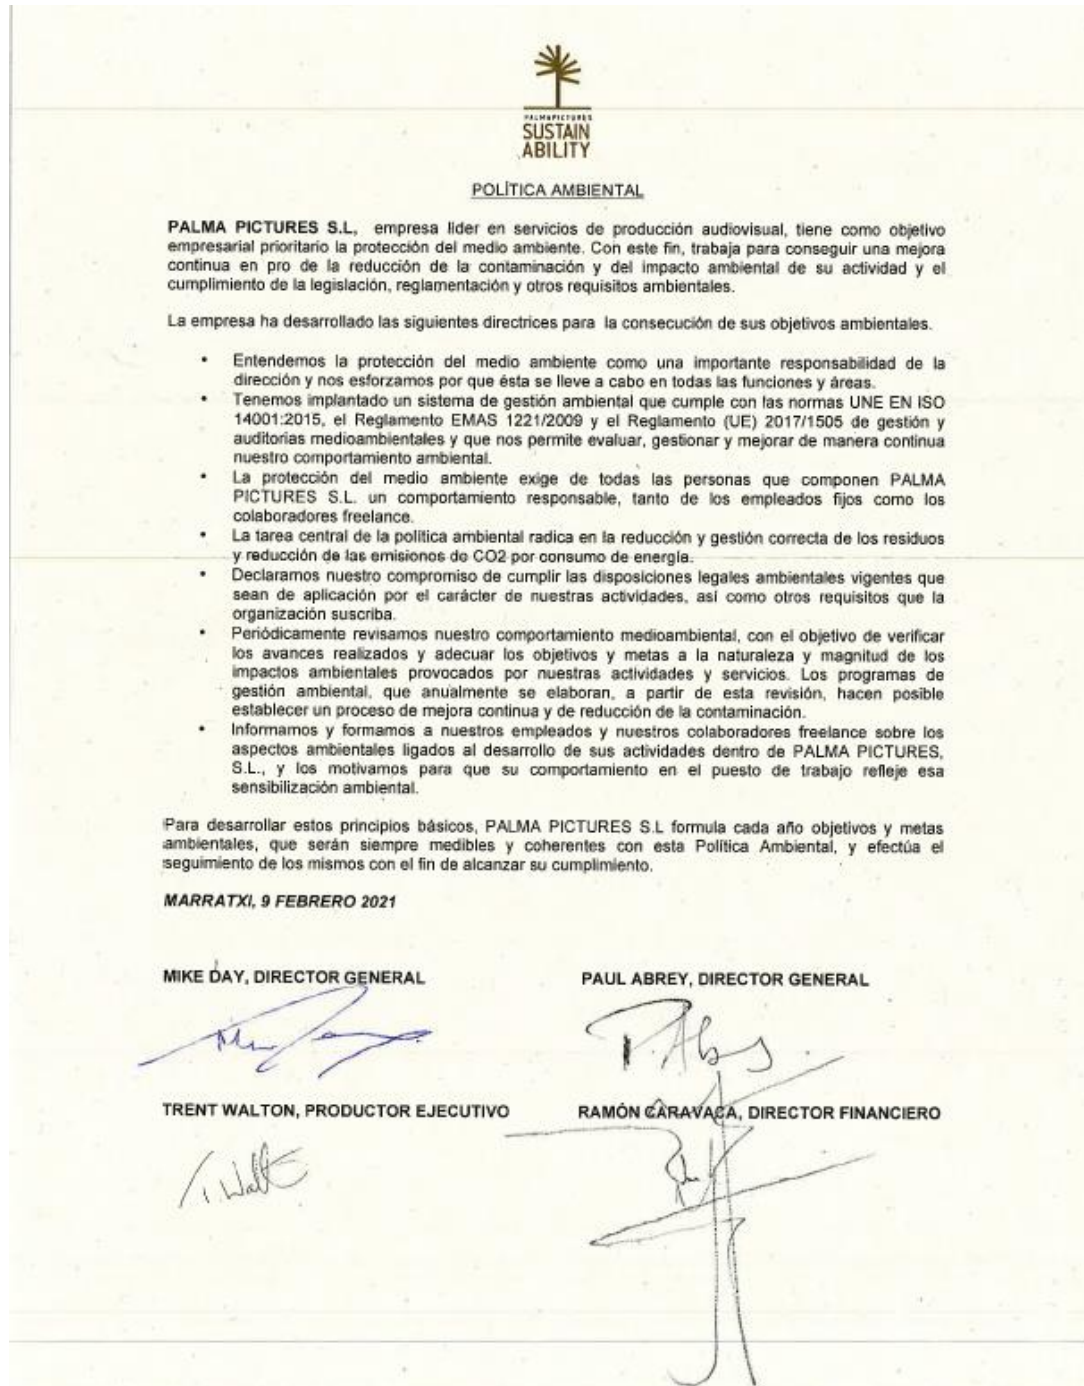 PALMAPICTURES
SUSTAIN
ABILITY
POLÍTICA AMBIENTAL
PALMA PICTURES S.L, empresa líder en servicios de producción audiovisual, tiene como objetivo
empresarial prioritario la protección del medio ambiente. Con este fin, trabaja para conseguir una mejora
continua en pro de la reducción de la contaminación y del impacto ambiental de su actividad y el
cumplimiento de la legislación, reglamentación y otros requisitos ambientales.
La empresa ha desarrollado las siguientes directrices para la consecución de sus objetivos ambientales.
• Entendemos la protección del medio ambiente como una importante responsabilidad de la
dirección y nos esforzamos por que ésta se lleve a cabo en todas las funciones y áreas.
• Tenemos implantado un sistema de gestión ambiental que cumple con las normas UNE EN ISO
14001:2015, el Reglamento EMAS 1221/2009 y el Reglamento (UE) 2017/1505 de gestión y
auditorias medioambientales y que nos permite evaluar, gestionar y mejorar de manera continua
nuestro comportamiento ambiental.
• La protección del medio ambiente exige de todas las personas que componen PALMA
PICTURES S.L. un comportamiento responsable, tanto de los empleados fijos como los
colaboradores freelance.
• La tarea central de la política ambiental radica en la reducción y gestión correcta de los residuos
y reducción de las emisiones de CO2 por consumo de energía.
• Declaramos nuestro compromiso de cumplir las disposiciones legales ambientales vigentes que
sean de aplicación por el carácter de nuestras actividades, así como otros requisitos que la
organización suscriba.
• Periódicamente revisamos nuestro comportamiento medioambiental, con el objetivo de verificar
los avances realizados y adecuar los objetivos y metas a la naturaleza y magnitud de los
impactos ambientales provocados por nuestras actividades y servicios. Los programas de
gestión ambiental, que anualmente se elaboran, a partir de esta revisión, hacen posible
establecer un proceso de mejora continua y de reducción de la contaminación.
• Informamos y formamos a nuestros empleados y nuestros colaboradores freelance sobre los
aspectos ambientales ligados al desarrollo de sus actividades dentro de PALMA PICTURES,
S.L., y los motivamos para que su comportamiento en el puesto de trabajo refleje esa
sensibilización ambiental.
Para desarrollar estos principios básicos, PALMA PICTURES S.L formula cada año objetivos y metas
ambientales, que serán siempre medibles y coherentes con esta Política Ambiental, y efectúa el
seguimiento de los mismos con el fin de alcanzar su cumplimiento.
MARRATXI, 9 FEBRERO 2021
MIKE DAY, DIRECTOR GENERAL PAUL ABREY, DIRECTOR GENERAL
P. Abrey
TRENT WALTON, PRODUCTOR EJECUTIVO RAMÓN CARAVACA, DIRECTOR FINANCIERO
T. Walt